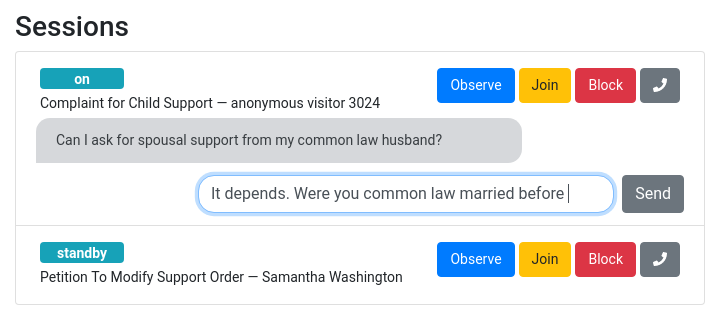 Sessions
on
Observe Join Block
Complaint for Child Support — anonymous visitor 3024
Can I ask for spousal support from my common law husband?
It depends. Were you common law married before
Send
standby
Observe Join Block
Petition To Modify Support Order — Samantha Washington